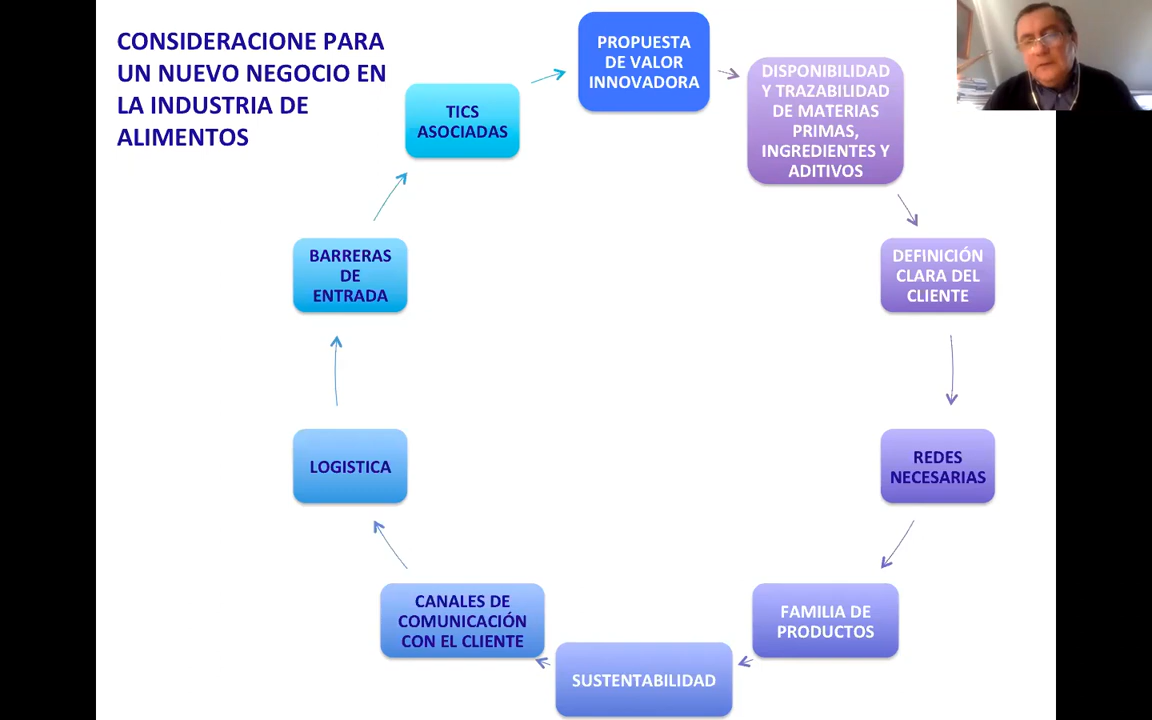 CONSIDERACIONE PARA
UN NUEVO NEGOCIO EN
LA INDUSTRIA DE
ALIMENTOS
PROPUESTA
DE VALOR
INNOVADORA
DISPONIBILIDAD
Y TRAZABILIDAD
DE MATERIAS
PRIMAS,
INGREDIENTES Y
ADITIVOS
DEFINICIÓN
CLARA DEL
CLIENTE
REDES
NECESARIAS
FAMILIA DE
PRODUCTOS
SUSTENTABILIDAD
CANALES DE
COMUNICACIÓN
CON EL CLIENTE
LOGISTICA
BARRERAS
DE
ENTRADA
TICS
ASOCIADAS